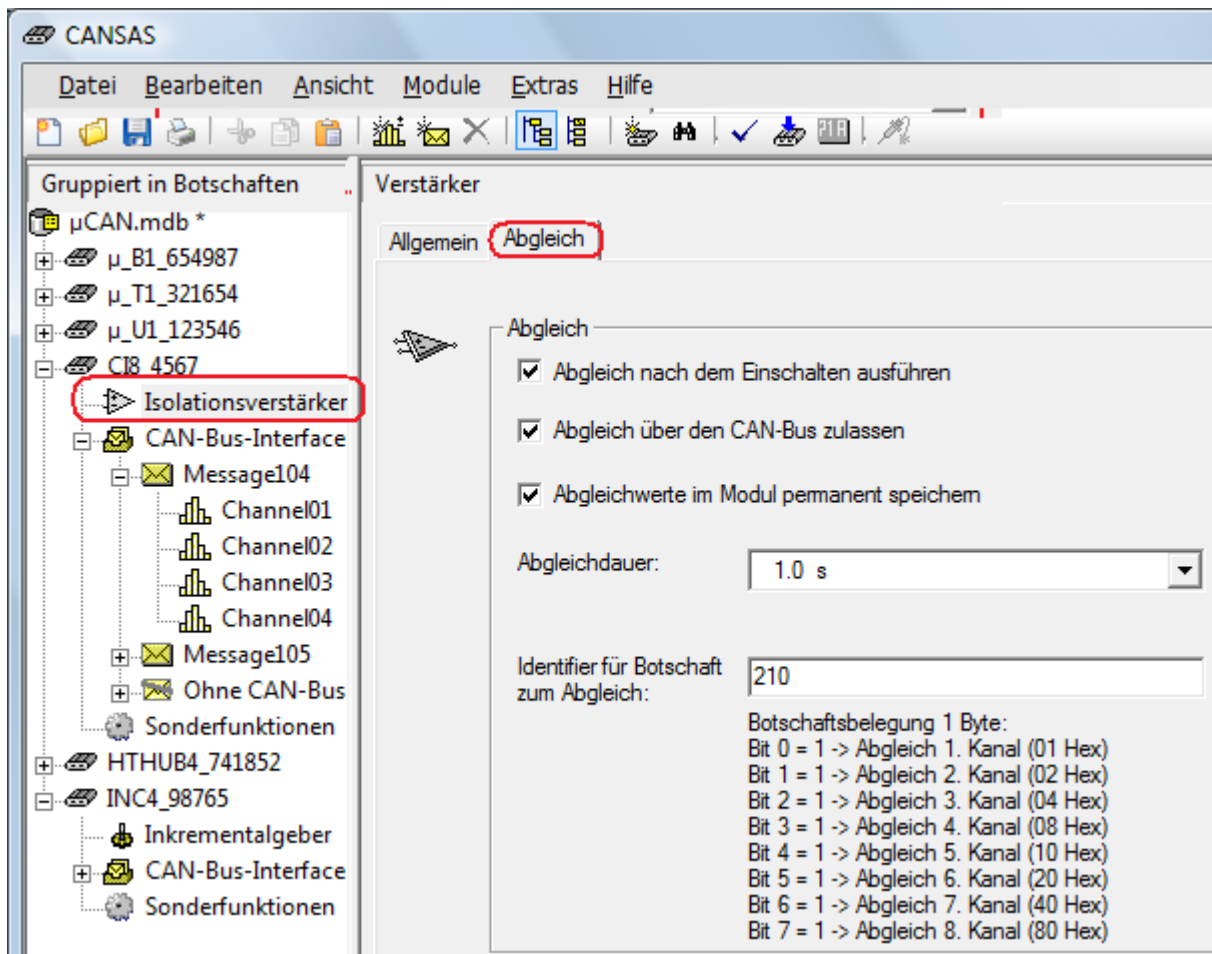 CANSAS
Datei Bearbeiten Ansicht Module Extras Hilfe
Gruppiert in Botschaften
µCAN.mdb *
µ_B1_654987
µ_T1_321654
µ_U1_123546
CI8_4567
Isolationsverstärker
CAN-Bus-Interface
Message104
Channel01
Channel02
Channel03
Channel04
Message105
Ohne CAN-Bus
Sonderfunktionen
HTHUB4_741852
INC4_98765
Inkrementalgeber
CAN-Bus-Interface
Sonderfunktionen
Verstärker
Allgemein Abgleich
Abgleich
Abgleich nach dem Einschalten ausführen
Abgleich über den CAN-Bus zulassen
Abgleichwerte im Modul permanent speichern
Abgleichdauer: 1.0 s
Identifier für Botschaft
zum Abgleich:
210
Botschaftsbelegung 1 Byte:
Bit 0 = 1 -> Abgleich 1. Kanal (01 Hex)
Bit 1 = 1 -> Abgleich 2. Kanal (02 Hex)
Bit 2 = 1 -> Abgleich 3. Kanal (04 Hex)
Bit 3 = 1 -> Abgleich 4. Kanal (08 Hex)
Bit 4 = 1 -> Abgleich 5. Kanal (10 Hex)
Bit 5 = 1 -> Abgleich 6. Kanal (20 Hex)
Bit 6 = 1 -> Abgleich 7. Kanal (40 Hex)
Bit 7 = 1 -> Abgleich 8. Kanal (80 Hex)